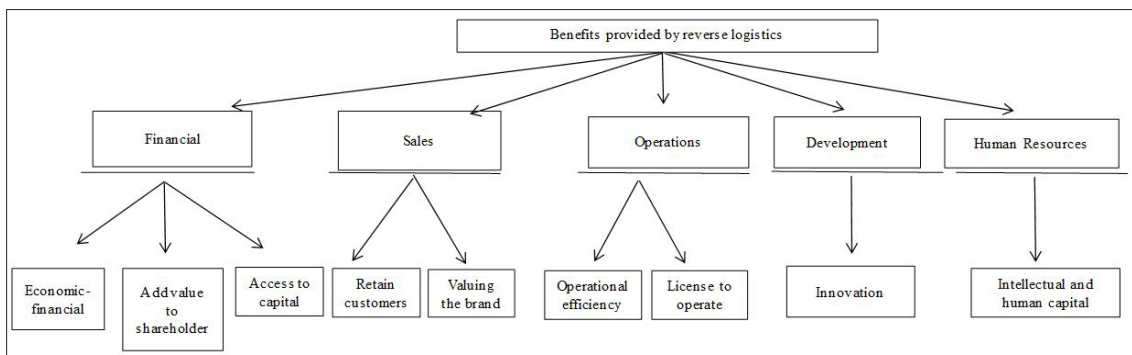 Benefits provided by reverse logistics
Financial
Sales
Operations
Development
Human Resources
Economic-
financial
Add value
to
shareholder
Access to
capital
Retain
customers
Valuing
the brand
Operational
efficiency
License to
operate
Innovation
Intellectual and
human capital